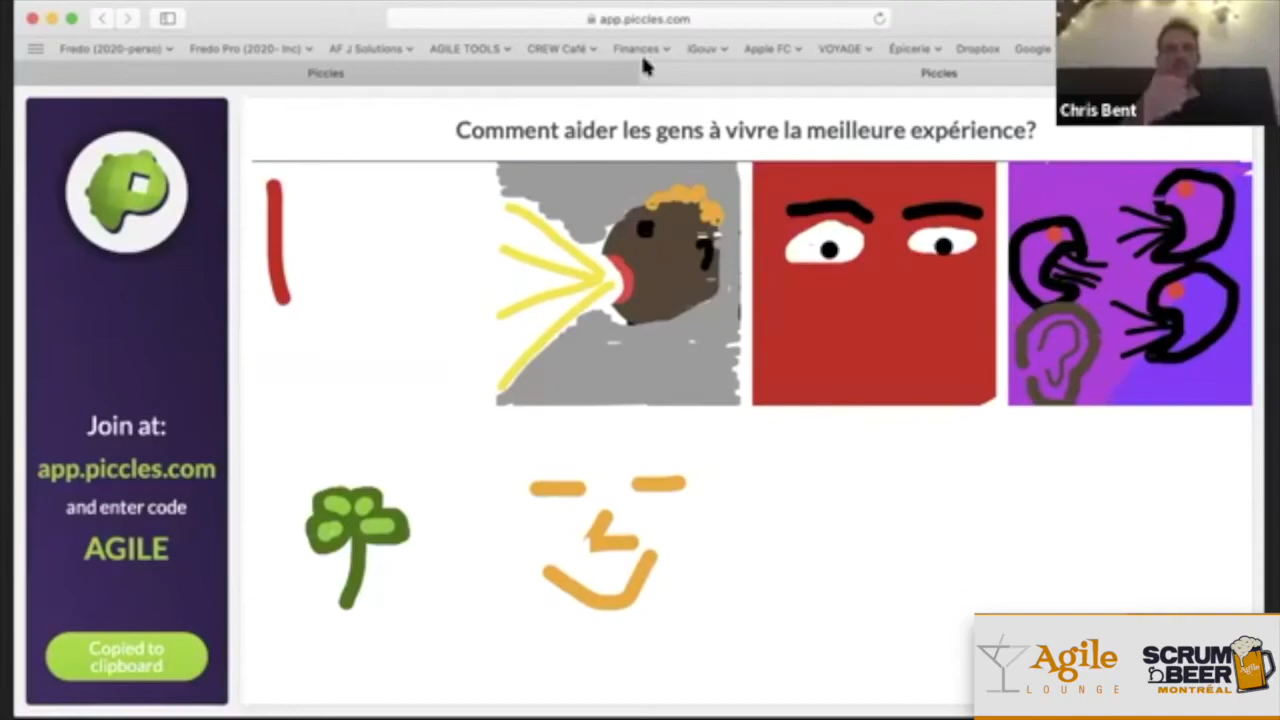 app.piccles.com
Fredo (2020-perso) Fredo Pro (2020- Inc) AF J Solutions AGILE TOOLS CREW Café Finances iGouv Apple FC VOYAGE Épicerie Dropbox Google
Piccles Piccles
Chris Bent
Comment aider les gens à vivre la meilleure expérience?
Join at:
app.piccles.com
and enter code
AGILE
Copied to
clipboard
Agile
LOUNGE
SCRUM
BEER
MONTRÉAL
Agile